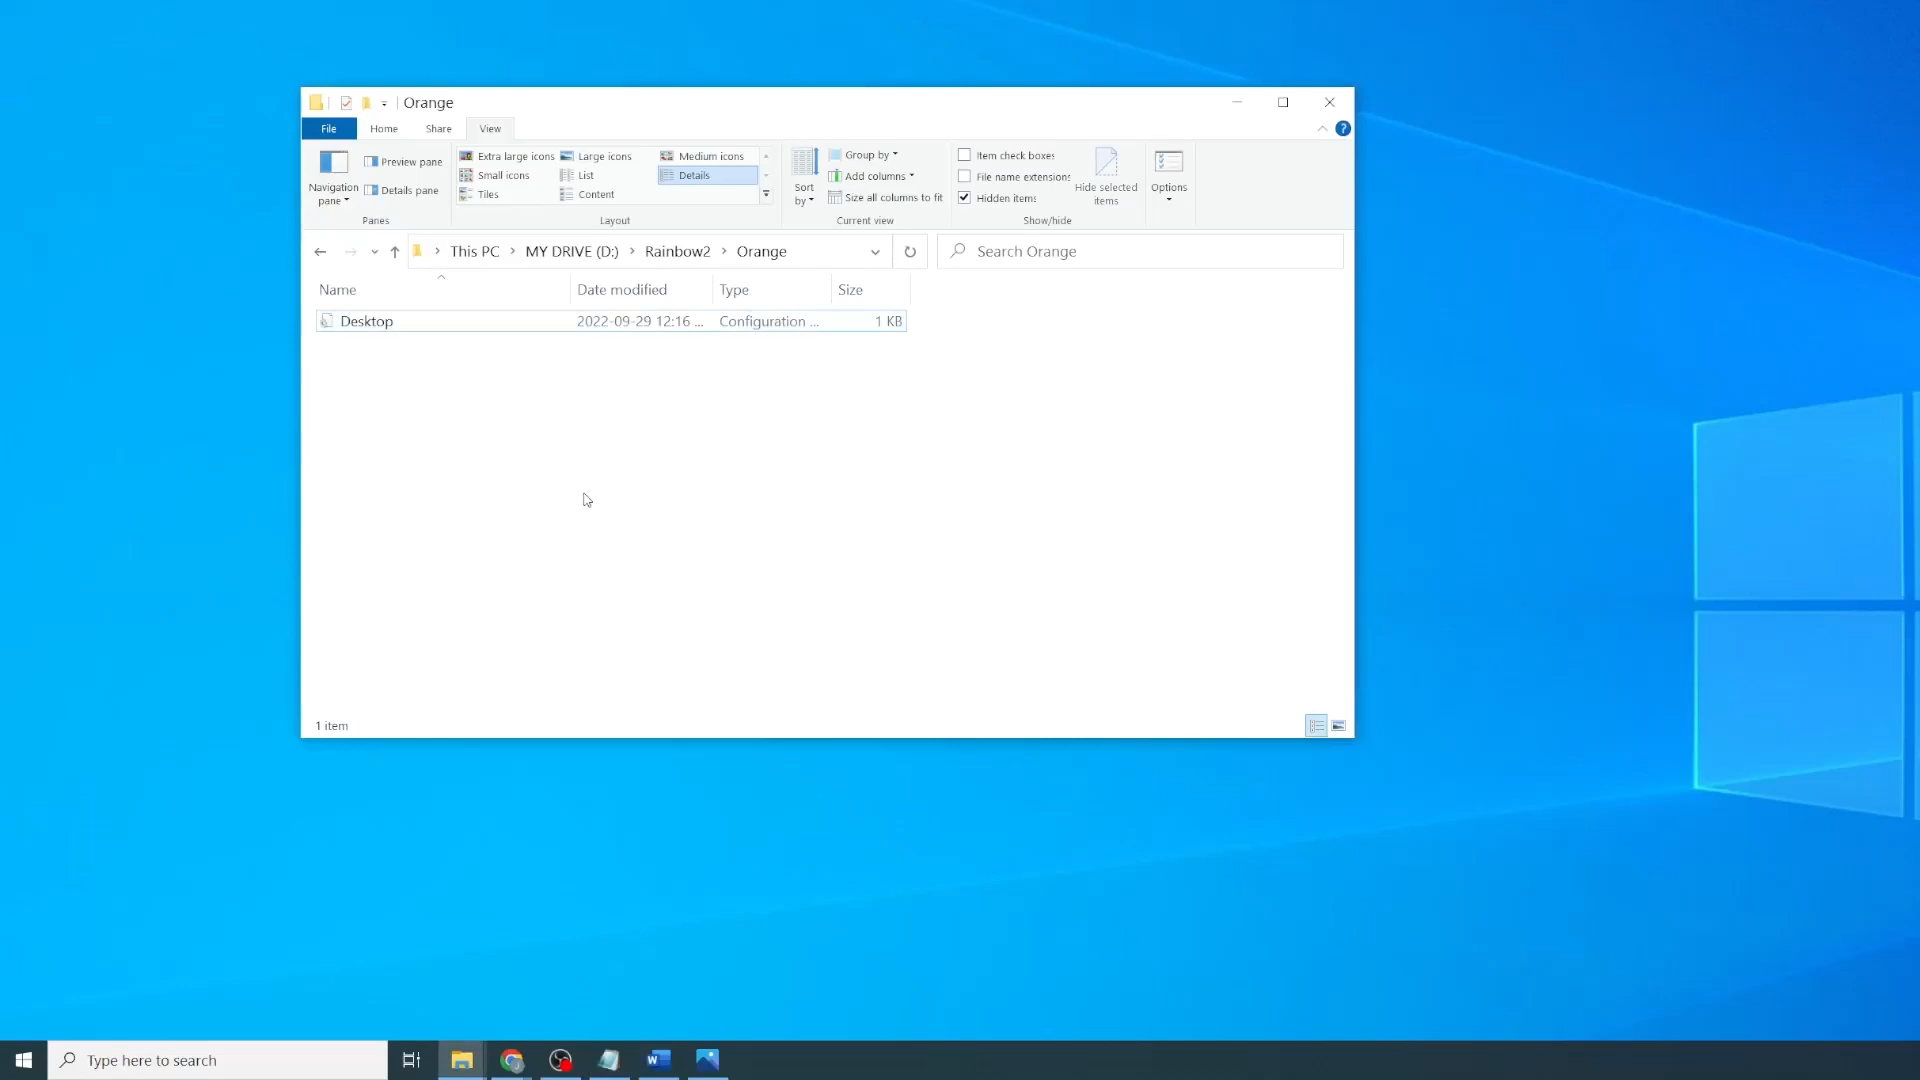 Orange
File Home Share View
?
Navigation pane
Preview pane
Details pane
Panes
Extra large icons Large icons Medium icons
Small icons List Details
Tiles Content
Layout
Sort by
Group by
Add columns
Size all columns to fit
Current view
Item check boxes
File name extensions
Hidden items
Hide selected items
Show/hide
Options
This PC MY DRIVE (D:) Rainbow2 Orange
Search Orange
Name Date modified Type Size
Desktop 2022-09-29 12:16 ... Configuration ... 1 KB
1 item
Type here to search
W